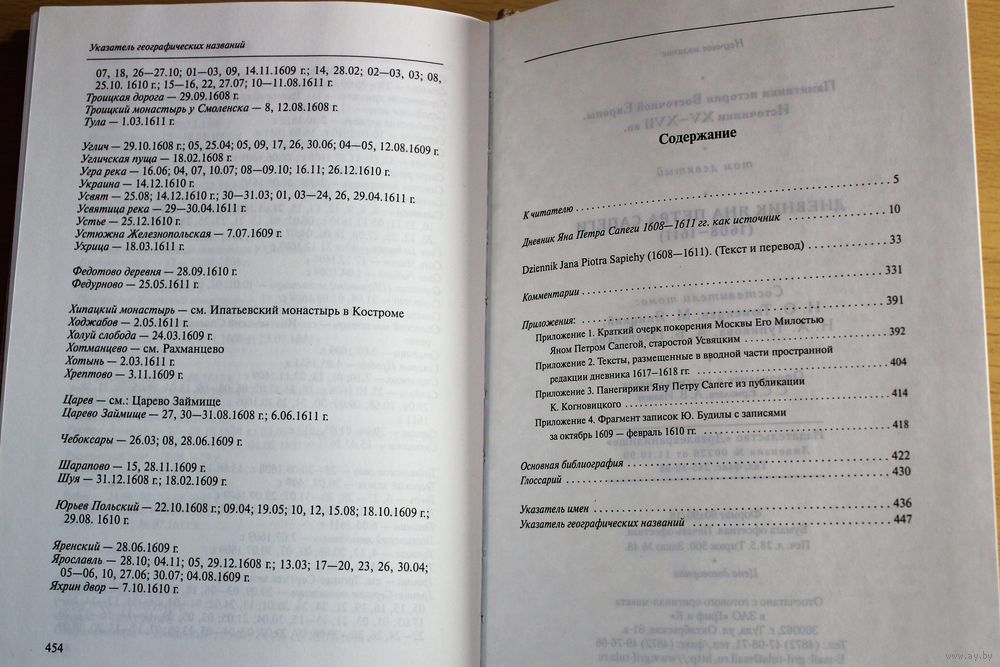 Указатель географических названий
07, 18, 26—27.10; 01—03, 09, 14.11.1609 г.; 14, 28.02; 02—03, 03; 08,
25.10. 1610 г.; 15—16, 22, 27.07; 10—11.08.1611 г.
Троицкая дорога — 29.09.1608 г.
Троицкий монастырь у Смоленска — 8, 12.08.1608 г.
Тула — 1.03.1611 г.
Углич — 29.10.1608 г.; 05, 25.04; 05, 09, 17, 26, 30.06; 04—05, 12.08.1609 г.
Угличская пуща — 18.02.1608 г.
Угра река — 16.06; 04, 07, 10.07; 08—09.10; 16.11; 26.12.1610 г.
Украина — 14.12.1610 г.
Усвят — 25.08; 14.12.1610 г.; 30—31.03; 01, 03—24, 26, 29.04.1611 г.
Усвятица река — 29—30.04.1611 г.
Устье — 25.12.1610 г.
Устюжна Железнопольская — 7.07.1609 г.
Ухрица — 18.03.1611 г.
Федотово деревня — 28.09.1610 г.
Федурново — 25.05.1611 г.
Хипацкий монастырь — см. Ипатьевский монастырь в Костроме
Ходжабов — 2.05.1611 г.
Холуй слобода — 24.03.1609 г.
Хотманцево — см. Рахманцево
Хотынь — 2.03.1611 г.
Хрептово — 3.11.1609 г.
Царев — см.: Царево Займище
Царево Займище — 27, 30—31.08.1608 г.; 6.06.1611 г.
Чебоксары — 26.03; 08, 28.06.1609 г.
Шарапово — 15, 28.11.1609 г.
Шуя — 31.12.1608 г.; 18.02.1609 г.
Юрьев Польский — 22.10.1608 г.; 09.04; 19.05; 10, 12, 15.08; 18.10.1609 г.;
29.08. 1610 г.
Яренский — 28.06.1609 г.
Ярославль — 28.10; 04.11; 05, 29.12.1608 г.; 13.03; 17—20, 23, 26, 30.04;
05—06, 10, 27.06; 30.07; 04.08.1609 г.
Яхрин двор — 7.10.1610 г.
454
Содержание
К читателю 5
Дневник Яна Петра Сапеги 1608—1611 гг. как источник 10
Dziennik Jana Piotra Sapiehy (1608—1611). (Текст и перевод) 33
Комментарии 331
Приложения: 391
Приложение 1. Краткий очерк покорения Москвы Его Милостью
Яном Петром Сапегой, старостой Усвяцким 392
Приложение 2. Тексты, размещенные в вводной части пространной
редакции дневника 1617—1618 гг. 404
Приложение 3. Панегирики Яну Петру Сапеге из публикации
К. Когновицкого 414
Приложение 4. Фрагмент записок Ю. Будилы с записями
за октябрь 1609 — февраль 1610 гг. 418
Основная библиография 422
Глоссарий 430
Указатель имен 436
Указатель географических названий 447
www.ay.by